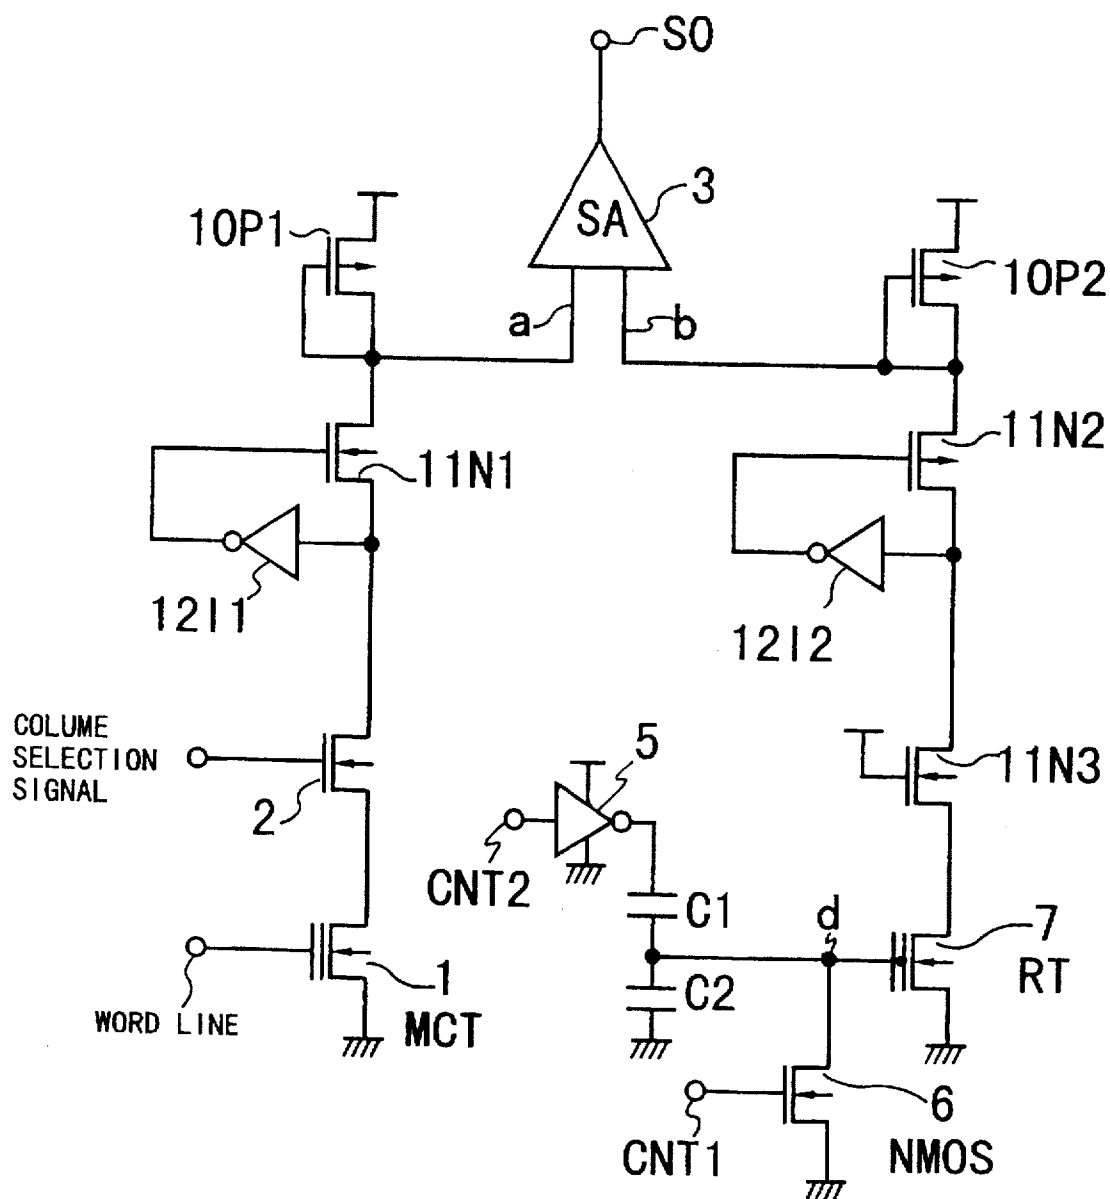 SO
3
SA
10P1
10P2
a
b
11N1
11N2
12I1
12I2
COLUME
SELECTION
SIGNAL
2
5
11N3
CNT2
C1
d
7
RT
C2
1
MCT
WORD LINE
6
NMOS
CNT1